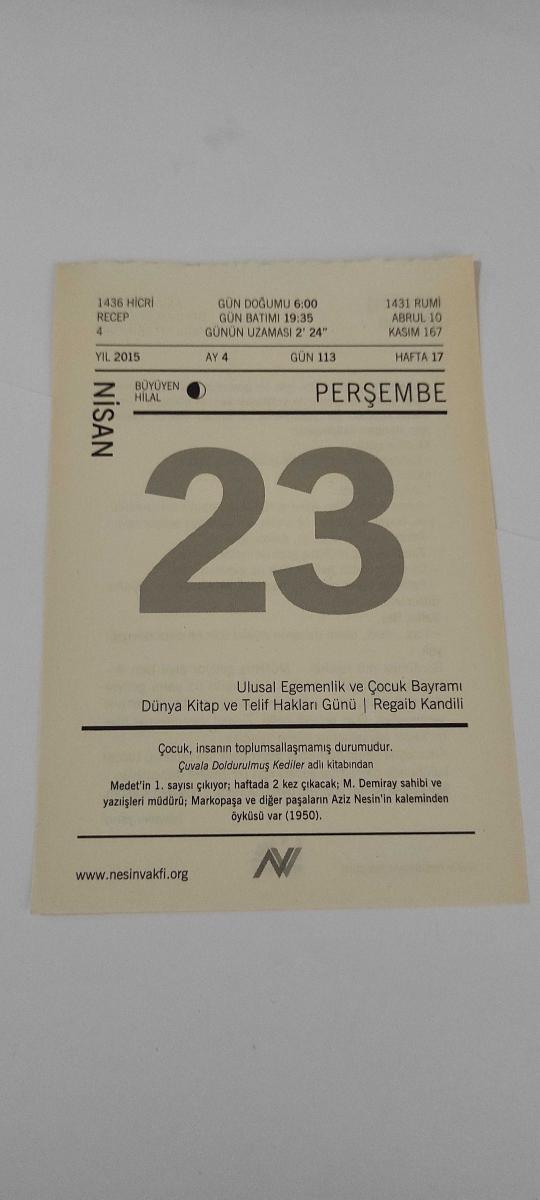 1436 HİCRİ GÜN DOĞUMU 6:00 1431 RUMİ
RECEP GÜN BATIMI 19:35 ABRUL 10
4 GÜNÜN UZAMASI 2' 24" KASIM 167
YIL 2015 AY 4 GÜN 113 HAFTA 17
NİSAN
BÜYÜYEN
HİLAL
PERŞEMBE
23
Ulusal Egemenlik ve Çocuk Bayramı
Dünya Kitap ve Telif Hakları Günü | Regaib Kandili
Çocuk, insanın toplumsallaşmamış durumudur.
Çuvala Doldurulmuş Kediler adlı kitabından
Medet'in 1. sayısı çıkıyor; haftada 2 kez çıkacak; M. Demiray sahibi ve
yazıişleri müdürü; Markopaşa ve diğer paşaların Aziz Nesin'in kaleminden
öyküsü var (1950).
www.nesinvakfi.org